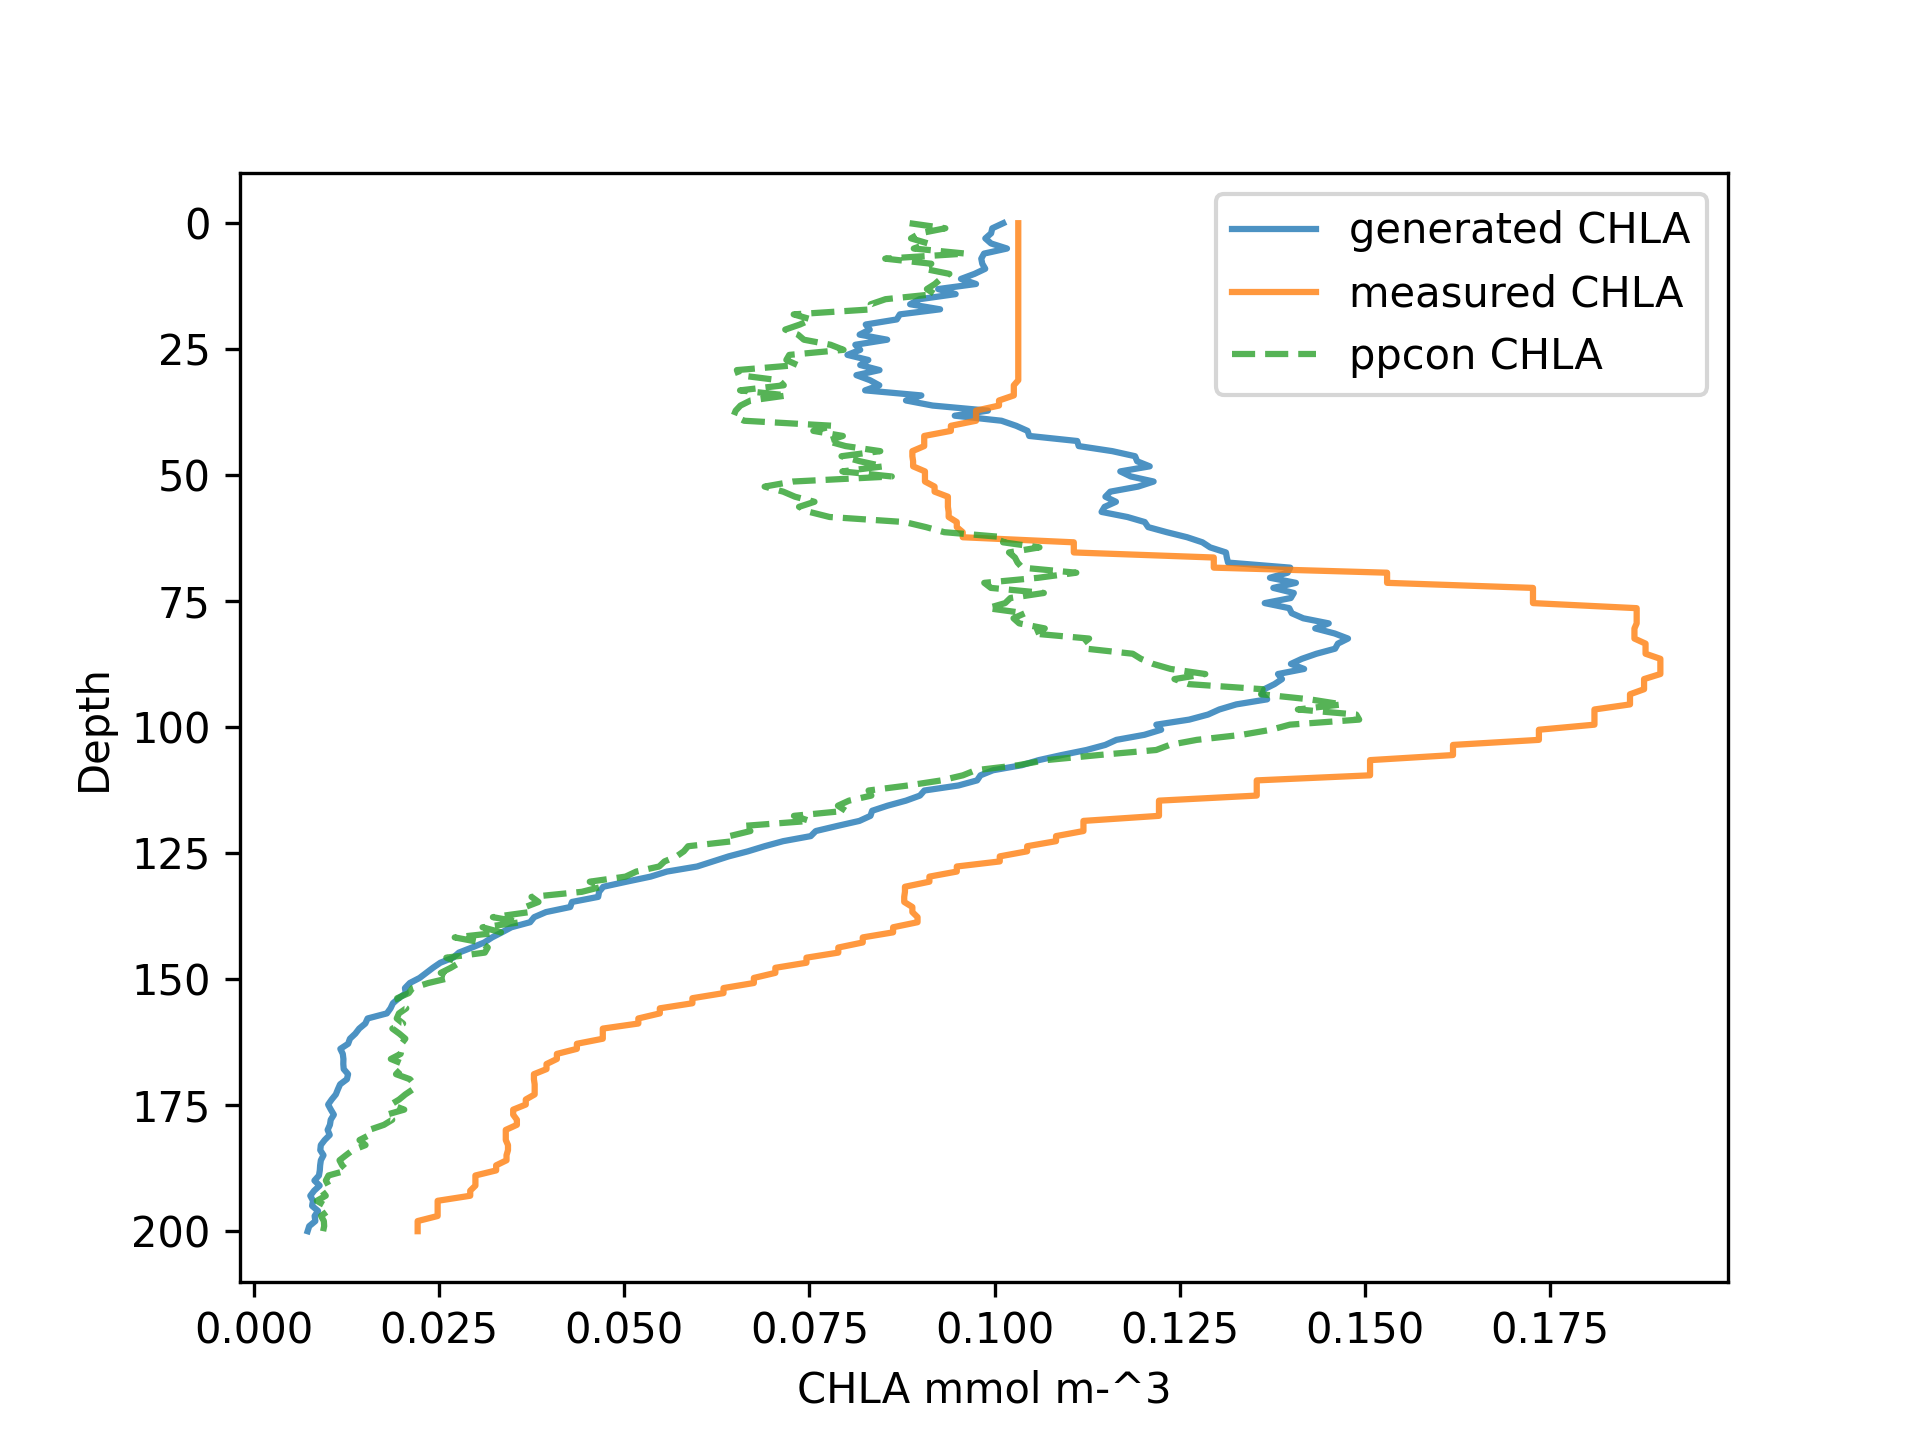 generated CHLA
measured CHLA
ppcon CHLA
0
25
50
75
100
125
150
175
200
Depth
0.000 0.025 0.050 0.075 0.100 0.125 0.150 0.175
CHLA mmol m-^3